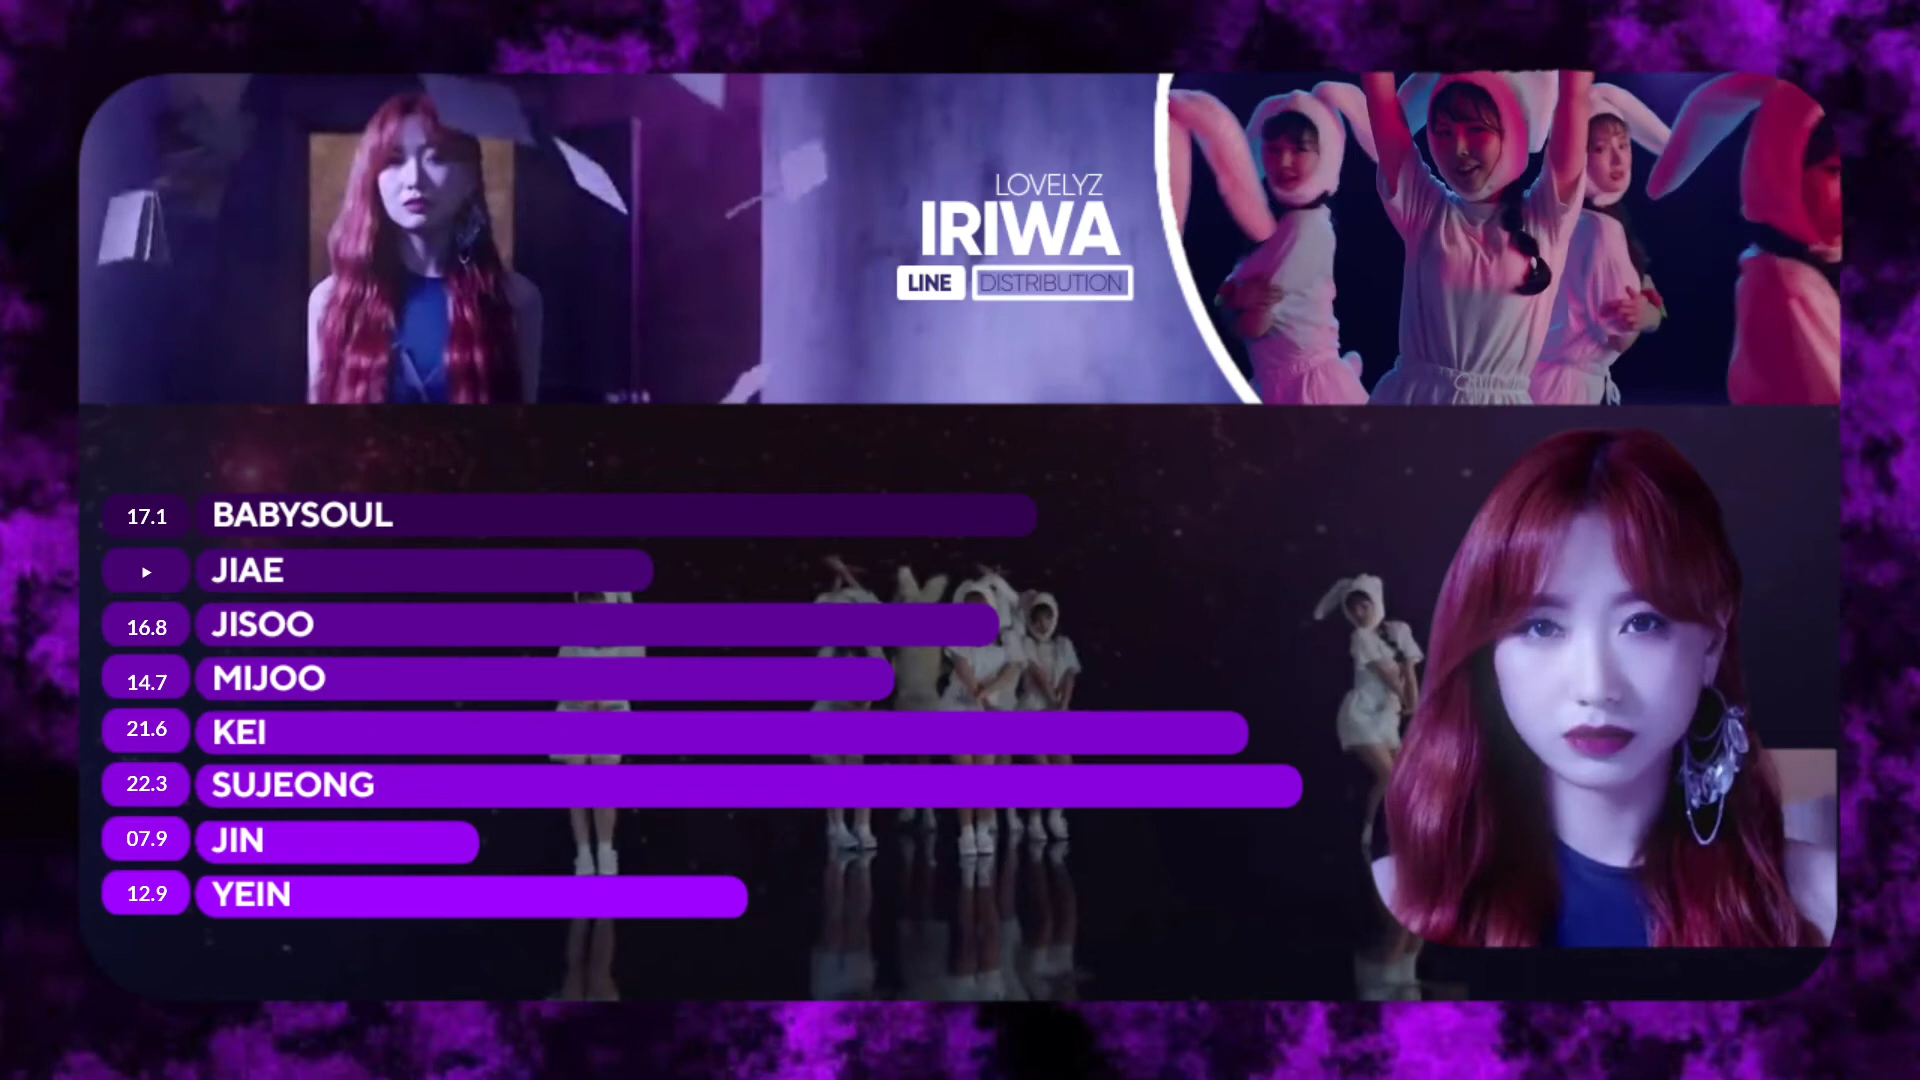 LOVELYZ
IRIWA
LINE DISTRIBUTION
17.1 BABYSOUL
JIAE
16.8 JISOO
14.7 MIJOO
21.6 KEI
22.3 SUJEONG
07.9 JIN
12.9 YEIN